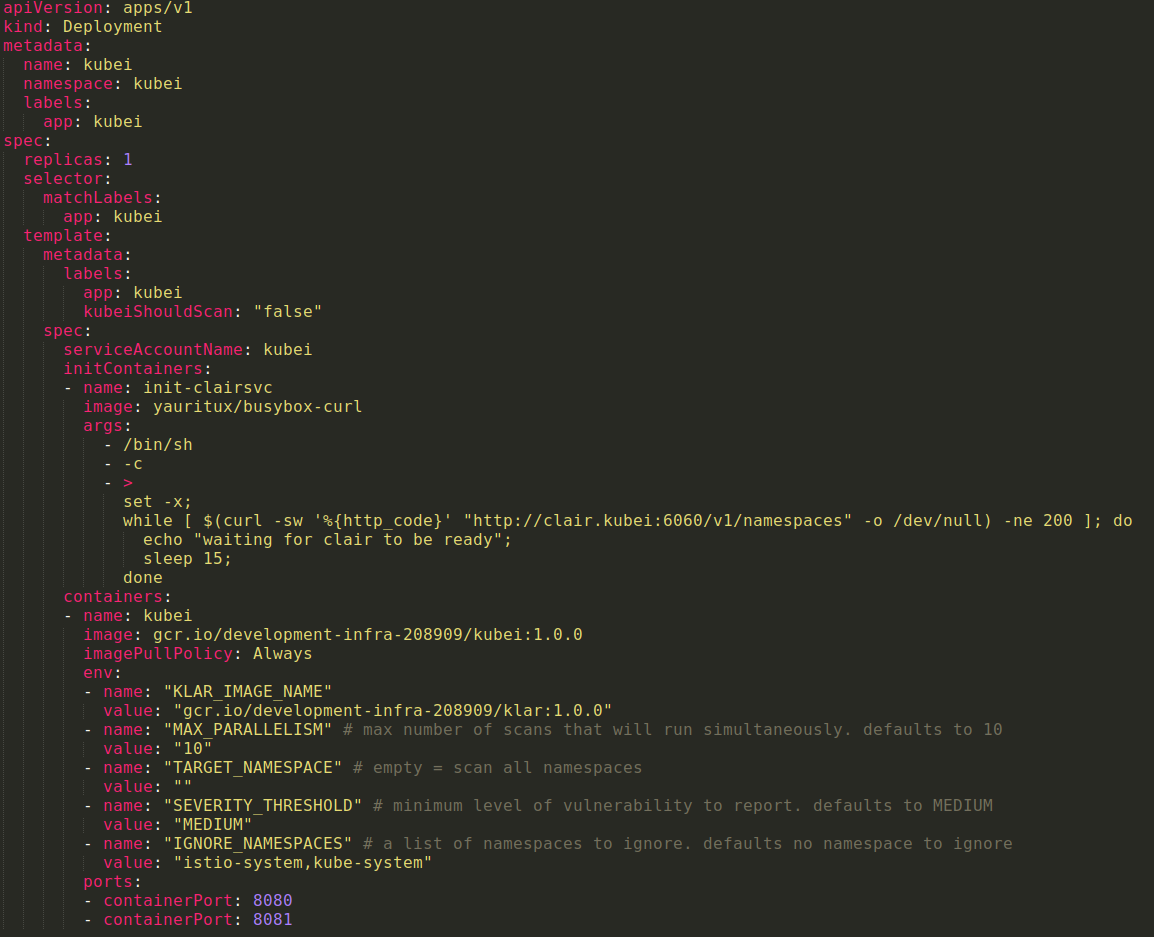 apiVersion: apps/v1
kind: Deployment
metadata:
  name: kubei
  namespace: kubei
  labels:
    app: kubei
spec:
  replicas: 1
  selector:
    matchLabels:
      app: kubei
  template:
    metadata:
      labels:
        app: kubei
        kubeiShouldScan: "false"
    spec:
      serviceAccountName: kubei
      initContainers:
      - name: init-clairsvc
        image: yauritux/busybox-curl
        args:
          - /bin/sh
          - -c
          - >
            set -x;
            while [ $(curl -sw '%{http_code}' "http://clair.kubei:6060/v1/namespaces" -o /dev/null) -ne 200 ]; do
              echo "waiting for clair to be ready";
              sleep 15;
            done
      containers:
      - name: kubei
        image: gcr.io/development-infra-208909/kubei:1.0.0
        imagePullPolicy: Always
        env:
        - name: "KLAR_IMAGE_NAME"
          value: "gcr.io/development-infra-208909/klar:1.0.0"
        - name: "MAX_PARALLELISM" # max number of scans that will run simultaneously. defaults to 10
          value: "10"
        - name: "TARGET_NAMESPACE" # empty = scan all namespaces
          value: ""
        - name: "SEVERITY_THRESHOLD" # minimum level of vulnerability to report. defaults to MEDIUM
          value: "MEDIUM"
        - name: "IGNORE_NAMESPACES" # a list of namespaces to ignore. defaults no namespace to ignore
          value: "istio-system,kube-system"
        ports:
        - containerPort: 8080
        - containerPort: 8081